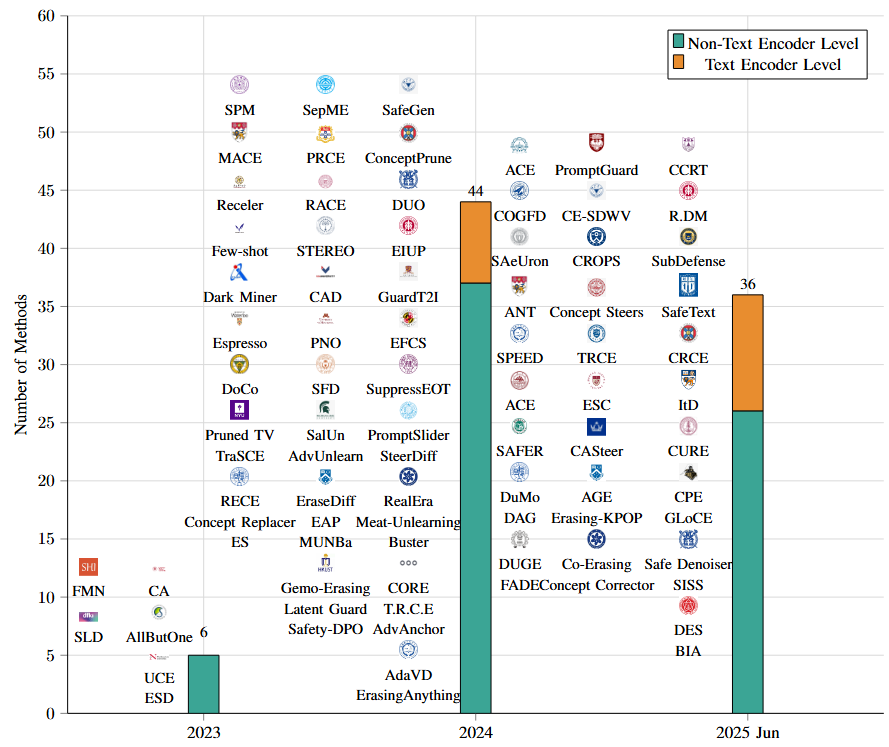 60
55
50
45
40
35
30
25
20
15
10
5
0
Number of Methods
Non-Text Encoder Level
Text Encoder Level
FMN
SLD
CA
AllButOne
UCE
ESD
6
SPM
SepME
SafeGen
MACE
PRCE
ConceptPrune
Receler
RACE
DUO
Few-shot
STEREO
EIUP
Dark Miner
CAD
GuardT2I
Espresso
PNO
EFCS
DoCo
SFD
SuppressEOT
Pruned TV
SalUn
PromptSlider
TraSCE
AdvUnlearn
SteerDiff
RECE
EraseDiff
RealEra
Concept Replacer
EAP
Meat-Unlearning
ES
MUNBa
Buster
Gemo-Erasing
CORE
Latent Guard
T.R.C.E
Safety-DPO
AdvAnchor
AdaVD
ErasingAnything
44
ACE
PromptGuard
CCRT
COGFD
CE-SDWV
R.DM
SAeUron
CROPS
SubDefense
ANT
Concept Steers
SafeText
SPEED
TRCE
CRCE
ACE
ESC
ItD
SAFER
CASteer
CURE
DuMo
AGE
CPE
DAG
Erasing-KPOP
GLoCE
DUGE
Co-Erasing
Safe Denoiser
FADE
Concept Corrector
SISS
DES
BIA
36
2023
2024
2025 Jun